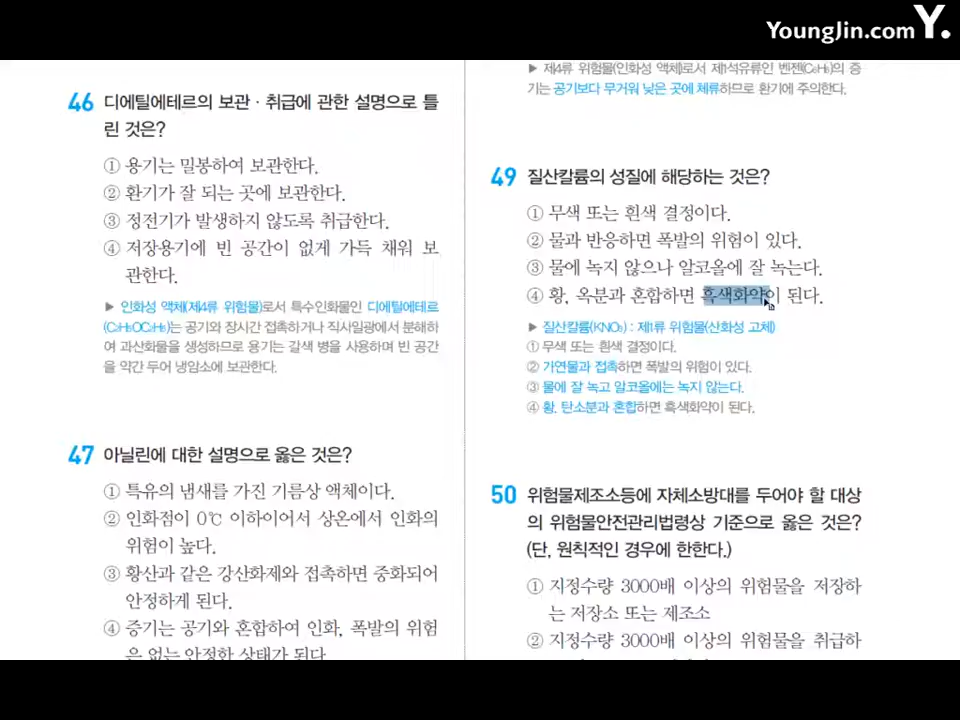 YoungJin.com Y.
46 디에틸에테르의 보관 · 취급에 관한 설명으로 틀
린 것은?
① 용기는 밀봉하여 보관한다.
② 환기가 잘 되는 곳에 보관한다.
③ 정전기가 발생하지 않도록 취급한다.
④ 저장용기에 빈 공간이 없게 가득 채워 보
관한다.
▶ 인화성 액체(제4류 위험물)로서 특수인화물인 디에틸에테르
(C₂H₅OC₂H₅)는 공기와 장시간 접촉하거나 직사일광에서 분해하
여 과산화물을 생성하므로 용기는 갈색 병을 사용하며 빈 공간
을 약간 두어 냉암소에 보관한다.
47 아닐린에 대한 설명으로 옳은 것은?
① 특유의 냄새를 가진 기름상 액체이다.
② 인화점이 0℃ 이하이어서 상온에서 인화의
위험이 높다.
③ 황산과 같은 강산화제와 접촉하면 중화되어
안정하게 된다.
④ 증기는 공기와 혼합하여 인화, 폭발의 위험
은 없는 안정한 상태가 된다
▶ 제4류 위험물(인화성 액체)로서 제1석유류인 벤젠(C₆H₆)의 증
기는 공기보다 무거워 낮은 곳에 체류하므로 환기에 주의한다.
49 질산칼륨의 성질에 해당하는 것은?
① 무색 또는 흰색 결정이다.
② 물과 반응하면 폭발의 위험이 있다.
③ 물에 녹지 않으나 알코올에 잘 녹는다.
④ 황, 옥분과 혼합하면 흑색화약이 된다.
▶ 질산칼륨(KNO₃) : 제1류 위험물(산화성 고체)
① 무색 또는 흰색 결정이다.
② 가연물과 접촉하면 폭발의 위험이 있다.
③ 물에 잘 녹고 알코올에는 녹지 않는다.
④ 황, 탄소분과 혼합하면 흑색화약이 된다.
50 위험물제조소등에 자체소방대를 두어야 할 대상
의 위험물안전관리법령상 기준으로 옳은 것은?
(단, 원칙적인 경우에 한한다.)
① 지정수량 3000배 이상의 위험물을 저장하
는 저장소 또는 제조소
② 지정수량 3000배 이상의 위험물을 취급하